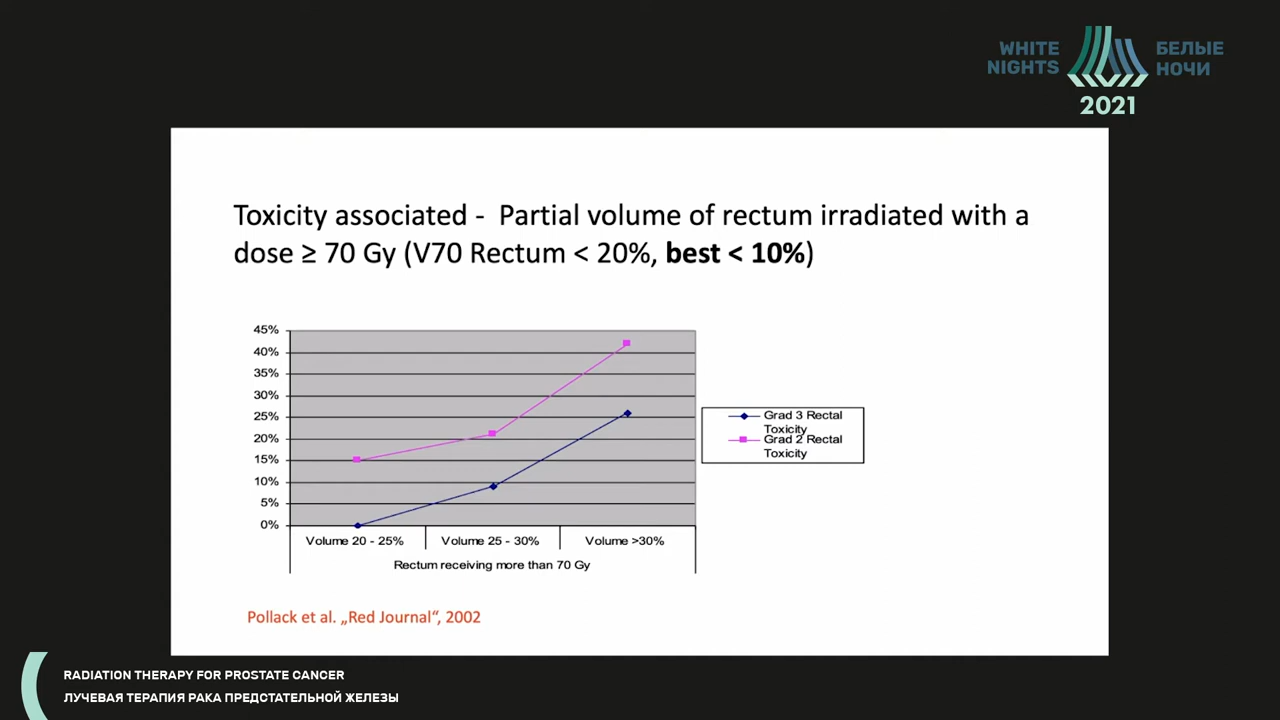 WHITE
NIGHTS
БЕЛЫЕ
НОЧИ
2021
Toxicity associated - Partial volume of rectum irradiated with a
dose ≥ 70 Gy (V70 Rectum < 20%, best < 10%)
45%
40%
35%
30%
25%
20%
15%
10%
5%
0%
Volume 20 - 25%
Volume 25 - 30%
Volume >30%
Rectum receiving more than 70 Gy
Grad 3 Rectal
Toxicity
Grad 2 Rectal
Toxicity
Pollack et al. „Red Journal“, 2002
RADIATION THERAPY FOR PROSTATE CANCER
ЛУЧЕВАЯ ТЕРАПИЯ РАКА ПРЕДСТАТЕЛЬНОЙ ЖЕЛЕЗЫ